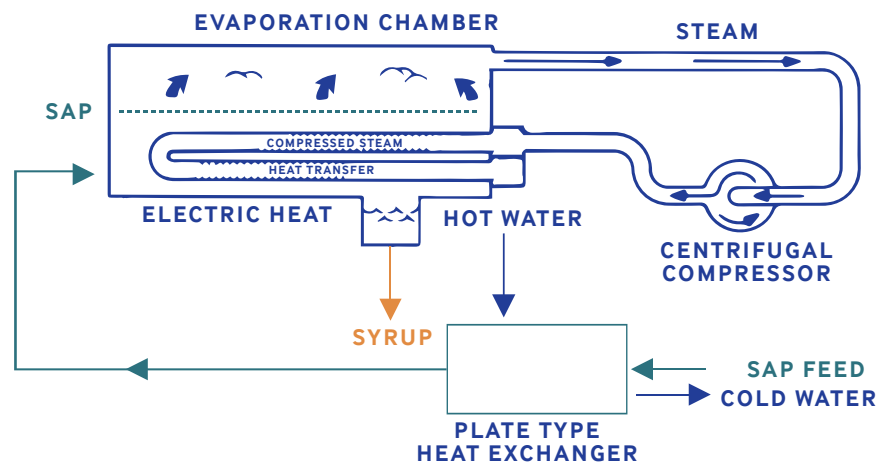 EVAPORATION CHAMBER
STEAM
SAP
COMPRESSED STEAM
HEAT TRANSFER
ELECTRIC HEAT
HOT WATER
CENTRIFUGAL
COMPRESSOR
SYRUP
SAP FEED
COLD WATER
PLATE TYPE
HEAT EXCHANGER